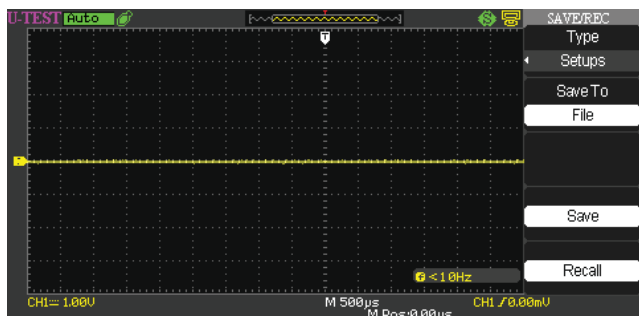 U-TEST Auto
SAVE/REC
Type
Setups
Save To
File
Save
Recall
T
<10Hz
CH1 1.00V
M 500µs
CH1 0.00mV
M Pos:0.00µs